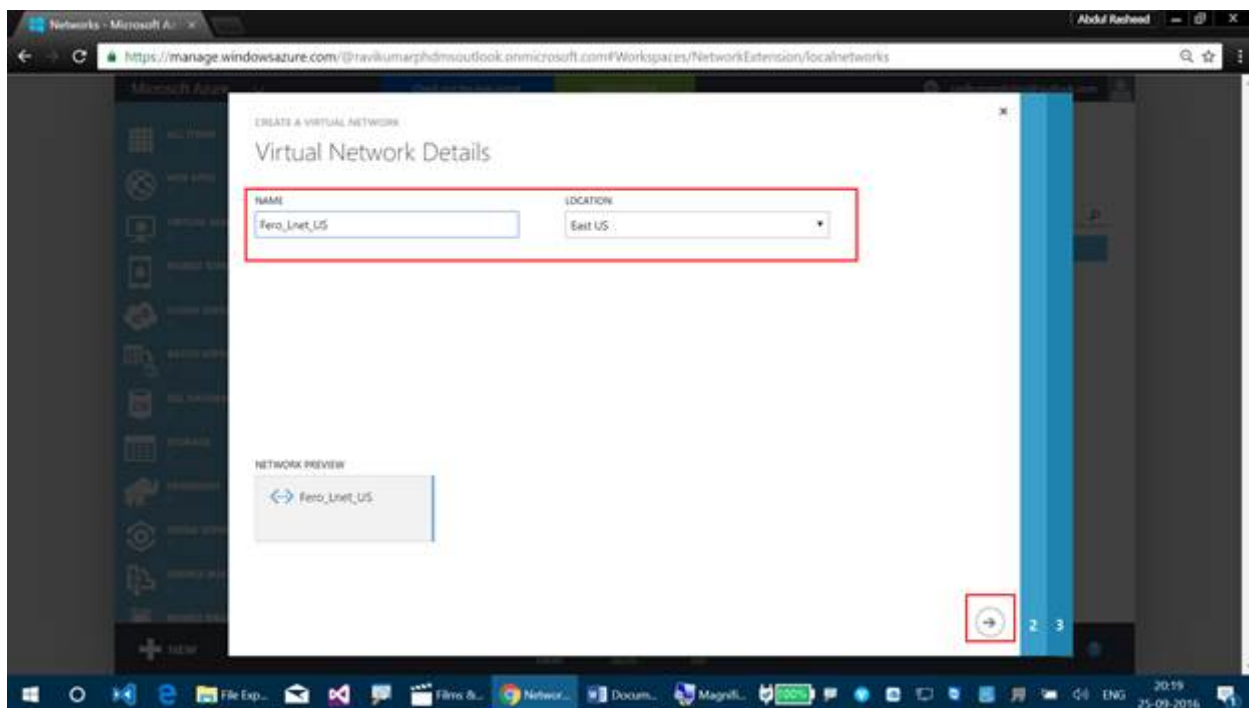 Networks - Microsoft A
Abdul Rasheed
https://manage.windowsazure.com/@ravikumarphdmsoutlook.onmicrosoft.com#Workspaces/NetworkExtension/localnetworks
Microsoft Azure
CREATE A VIRTUAL NETWORK
Virtual Network Details
NAME
LOCATION
Fero_Lnet_US
East US
NETWORK PREVIEW
Fero_Lnet_US
2 3
NEW
File Exp...
Films &...
Networ...
Docum...
Magnifi...
100%
ENG
20:19
25-09-2016